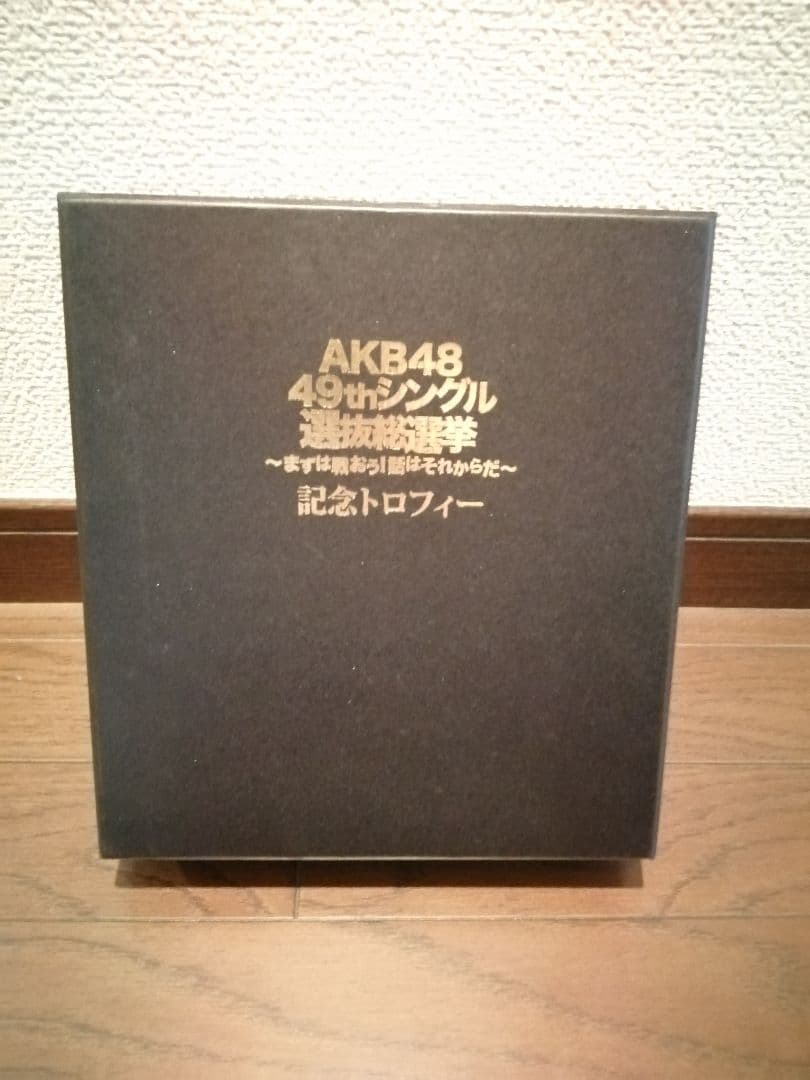 AKB48
49thシングル
選抜総選挙
～まずは戦おう!話はそれからだ～
記念トロフィー